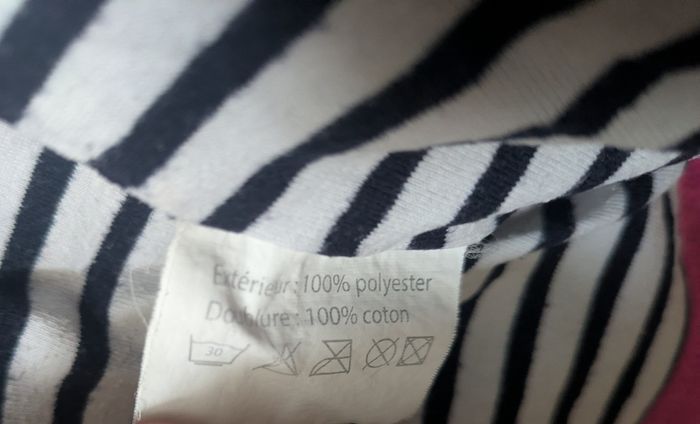 Extérieur : 100% polyester
Doublure : 100% coton
30